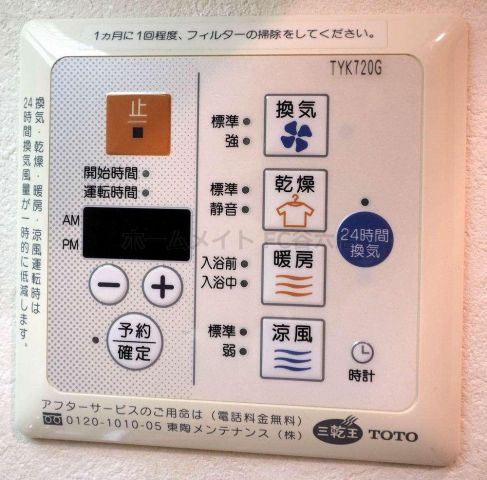 1ヵ月に1回程度、フィルターの掃除をしてください。
TYK720G
換気・乾燥・暖房・涼風運転時は
24時間換気風量が一時的に低減します。
止
開始時間
運転時間
AM
PM
予約
確定
標準
強
換気
標準
静音
乾燥
入浴前
入浴中
暖房
標準
弱
涼風
24時間
換気
時計
アフターサービスのご用命は（電話料金無料）
0120-1010-05 東陶メンテナンス（株）
三乾王
TOTO